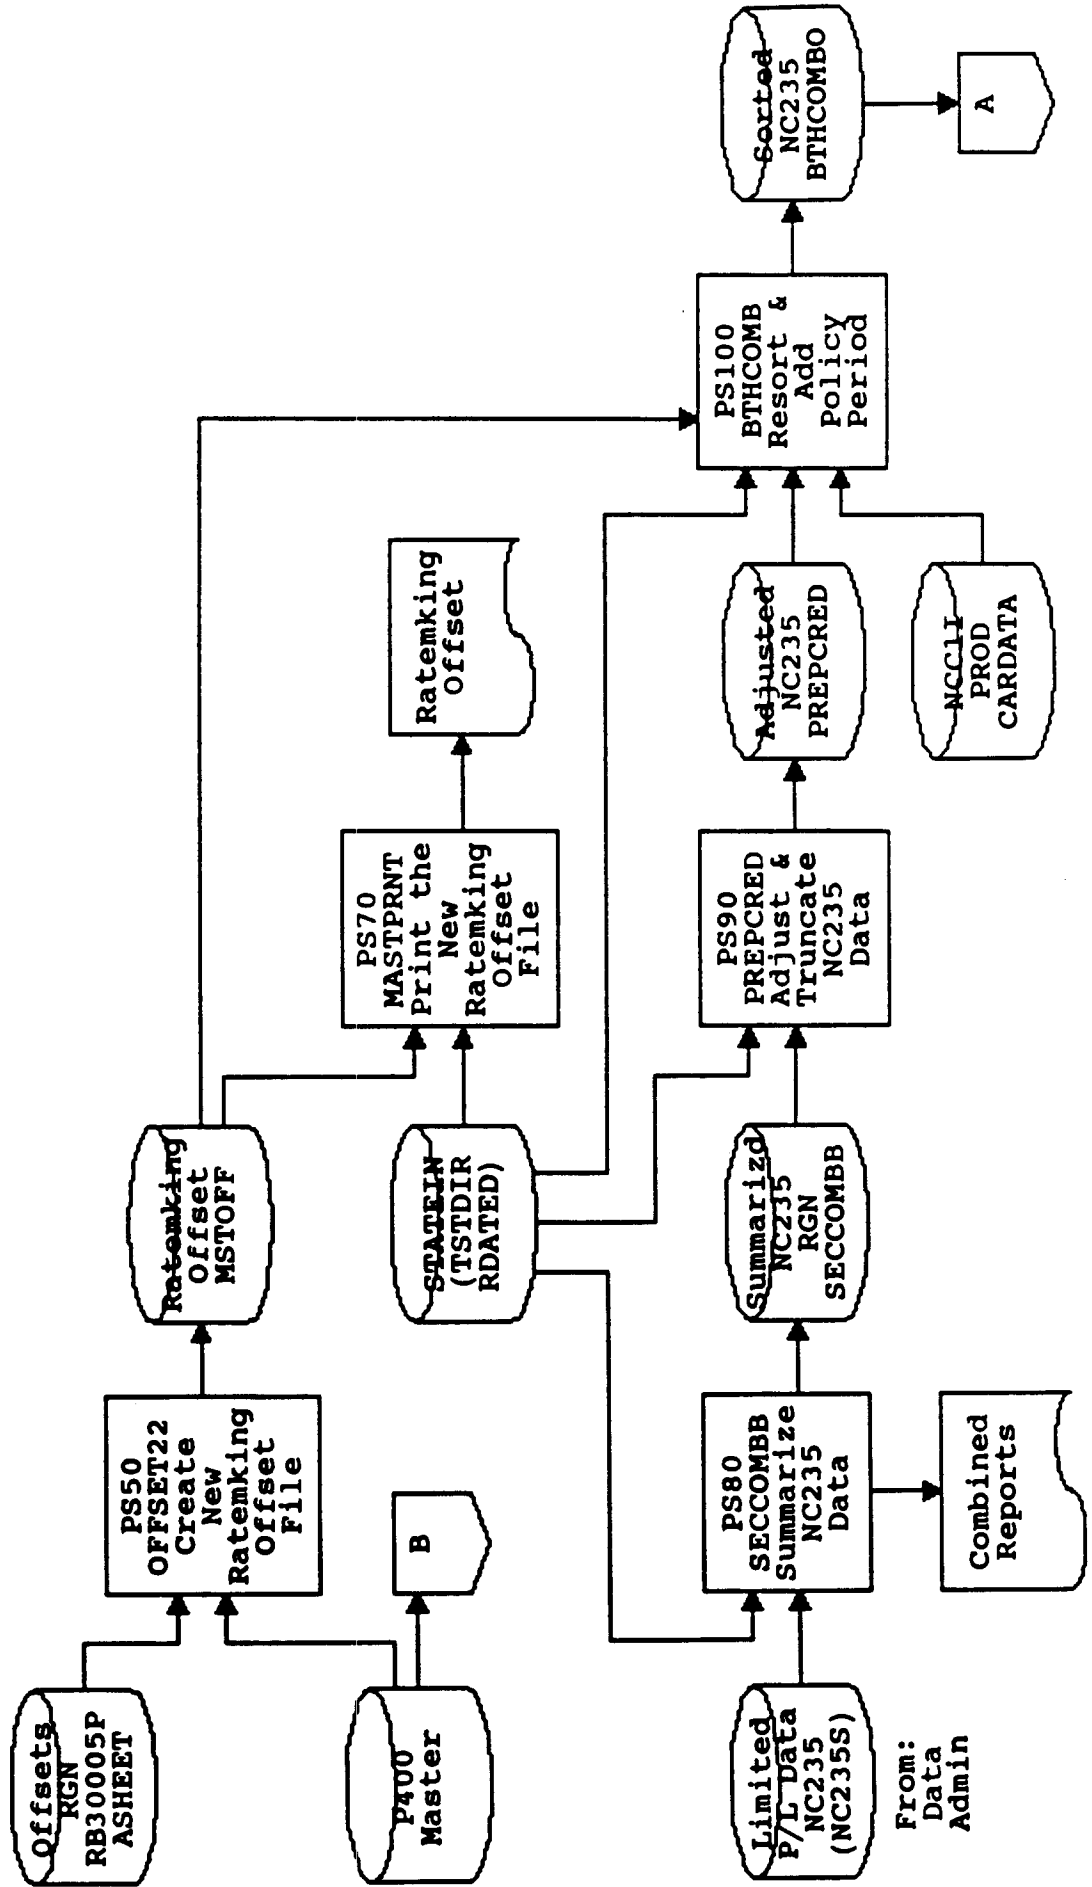 Offsets
RGN
RB30005P
ASHEET
PS50
OFFSET22
Create
New
Ratemking
Offset
File
Ratemking
Offset
MSTOFF
P400
Master
B
STATEIN
(TSTDIR
RDATED)
PS70
MASTPRNT
Print the
New
Ratemking
Offset
File
Ratemking
Offset
Limited
P/L Data
NC235
(NC235S)
From:
Data
Admin
PS80
SECCOMBB
Summarize
NC235
Data
Combined
Reports
Summarizd
NC235
RGN
SECCOMBB
PS90
PREPCRED
Adjust &
Truncate
NC235
Data
Adjusted
NC235
PREPCRED
NCC1I
PROD
CARDATA
PS100
BTHCOMB
Resort &
Add
Policy
Period
Sorted
NC235
BTHCOMBO
A